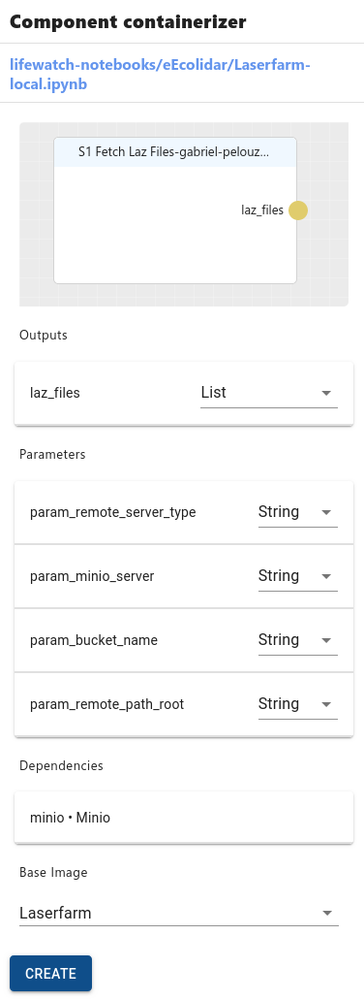 Component containerizer
lifewatch-notebooks/eEcolidar/Laserfarm-
local.ipynb
S1 Fetch Laz Files-gabriel-pelouz...
laz_files
Outputs
laz_files List
Parameters
param_remote_server_type String
param_minio_server String
param_bucket_name String
param_remote_path_root String
Dependencies
minio • Minio
Base Image
Laserfarm
CREATE